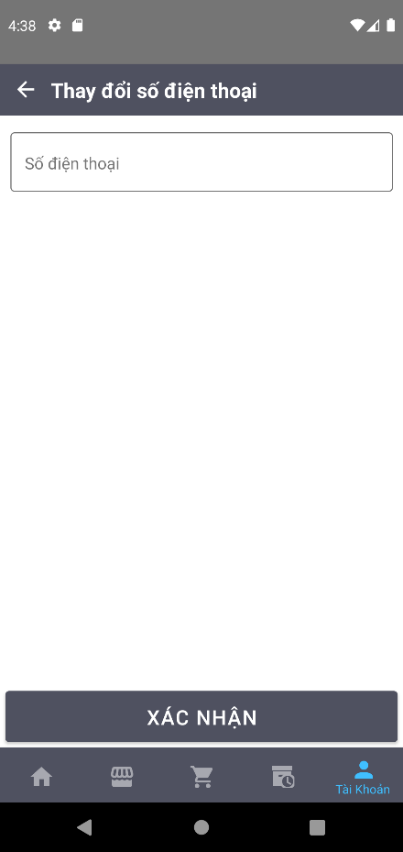 4:38
Thay đổi số điện thoại
Số điện thoại
XÁC NHẬN
Tài Khoản